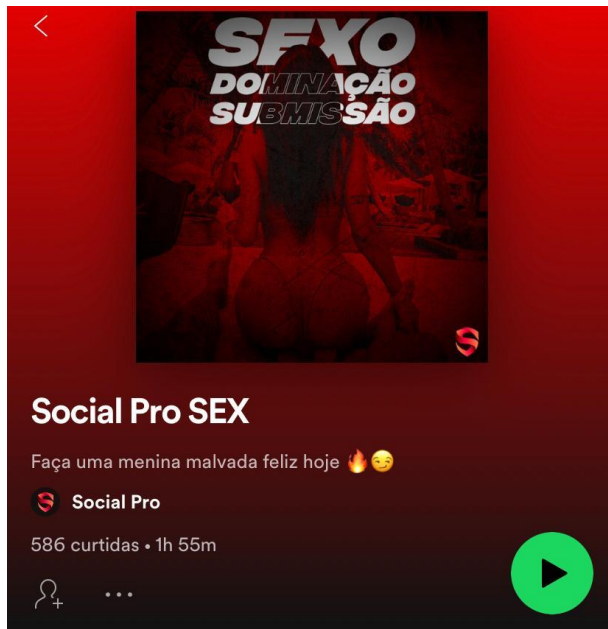 SEXO
DOMINAÇÃO
SUBMISSÃO
Social Pro SEX
Faça uma menina malvada feliz hoje 🔥😏
Social Pro
586 curtidas • 1h 55m